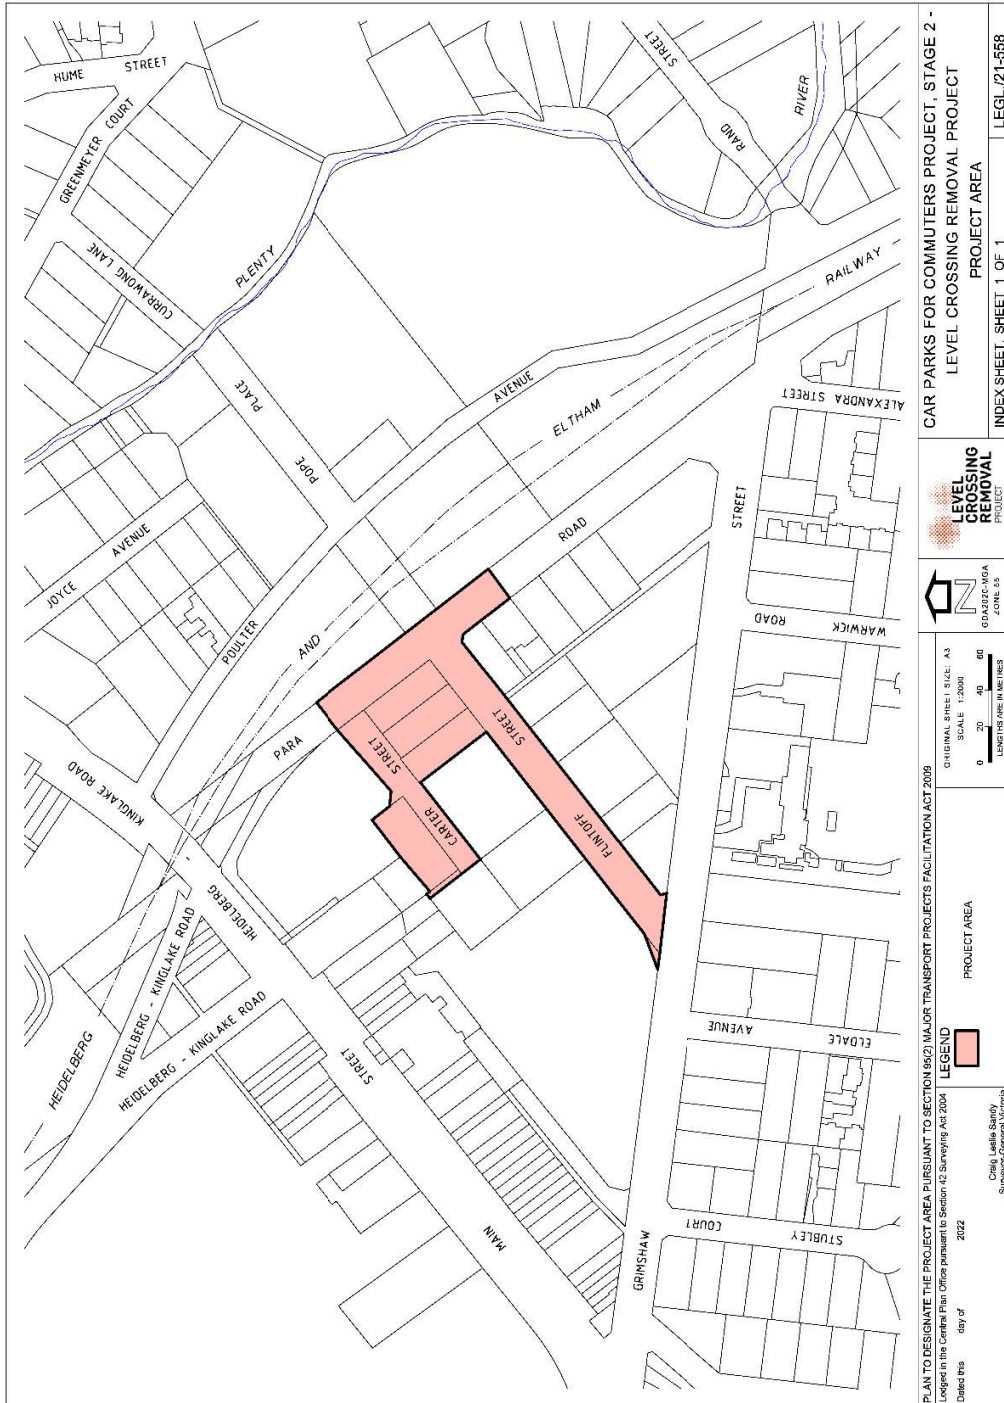 HUME STREET
GREENMEYER COURT
CURRAWONG LANE
PLENTY
RIVER
RAND STREET
JOYCE AVENUE
POPE PLACE
POULTER AVENUE
HEIDELBERG AND ELTHAM RAILWAY
KINGLAKE ROAD
HEIDELBERG -
HEIDELBERG - KINGLAKE ROAD
HEIDELBERG - KINGLAKE ROAD
PARA ROAD
CARTER STREET
FLINTOFF STREET
MAIN STREET
GRIMSHAW STREET
ALEXANDRA STREET
WARWICK ROAD
ELDALE AVENUE
STUBLEY COURT
PLAN TO DESIGNATE THE PROJECT AREA PURSUANT TO SECTION 95(2) MAJOR TRANSPORT PROJECTS FACILITATION ACT 2009
Lodged in the Central Plan Office pursuant to Section 42 Surveying Act 2004
Dated this day of 2022
Craig Leslie Sandy
Surveyor-General Victoria
LEGEND
PROJECT AREA
ORIGINAL SHEET SIZE: A3
SCALE 1:2000
0 20 40 60
LENGTHS ARE IN METRES
N
GDA2020-MGA
ZONE 55
LEVEL
CROSSING
REMOVAL
PROJECT
CAR PARKS FOR COMMUTERS PROJECT, STAGE 2 -
LEVEL CROSSING REMOVAL PROJECT
PROJECT AREA
INDEX SHEET, SHEET 1 OF 1
LEGL./21-558